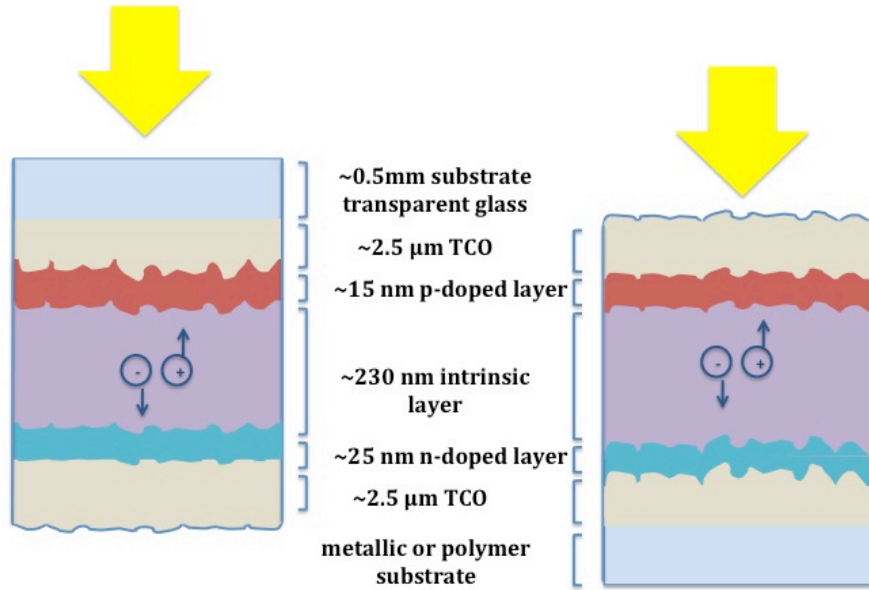 ~0.5mm substrate
transparent glass
~2.5 μm TCO
~15 nm p-doped layer
- +
- +
~230 nm intrinsic
layer
~25 nm n-doped layer
~2.5 μm TCO
metallic or polymer
substrate